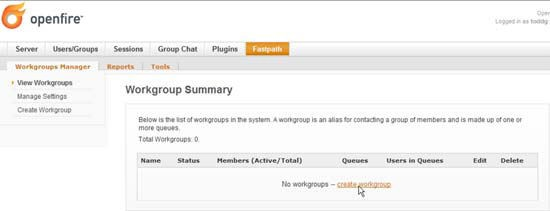 openfire™
Open
Logged in as toddg
Server Users/Groups Sessions Group Chat Plugins Fastpath
Workgroups Manager Reports Tools
View Workgroups
Manage Settings
Create Workgroup
Workgroup Summary
Below is the list of workgroups in the system. A workgroup is an alias for contacting a group of members and is made up of one or
more queues.
Total Workgroups: 0.
Name Status Members (Active/Total) Queues Users in Queues Edit Delete
No workgroups -- create workgroup